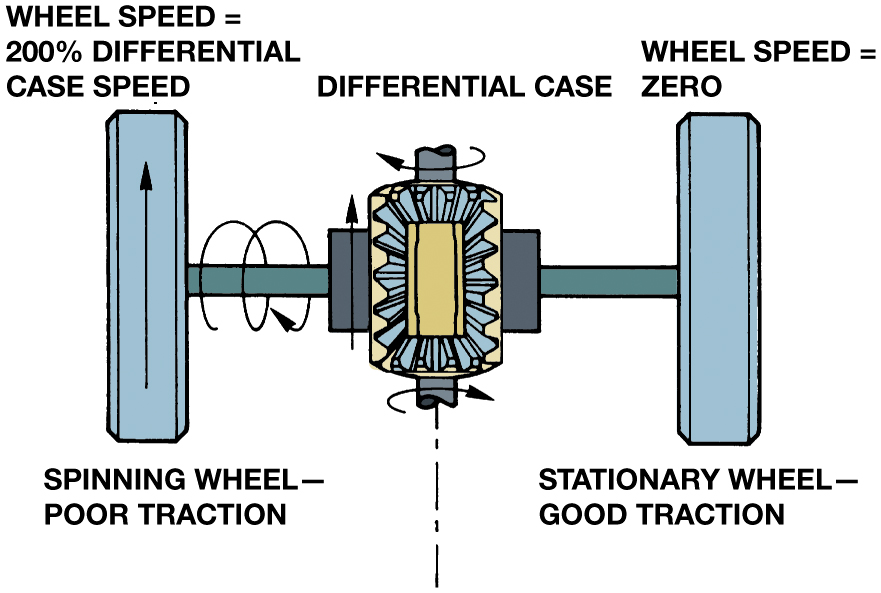 WHEEL SPEED =
200% DIFFERENTIAL
CASE SPEED
DIFFERENTIAL CASE
WHEEL SPEED =
ZERO
SPINNING WHEEL—
POOR TRACTION
STATIONARY WHEEL—
GOOD TRACTION